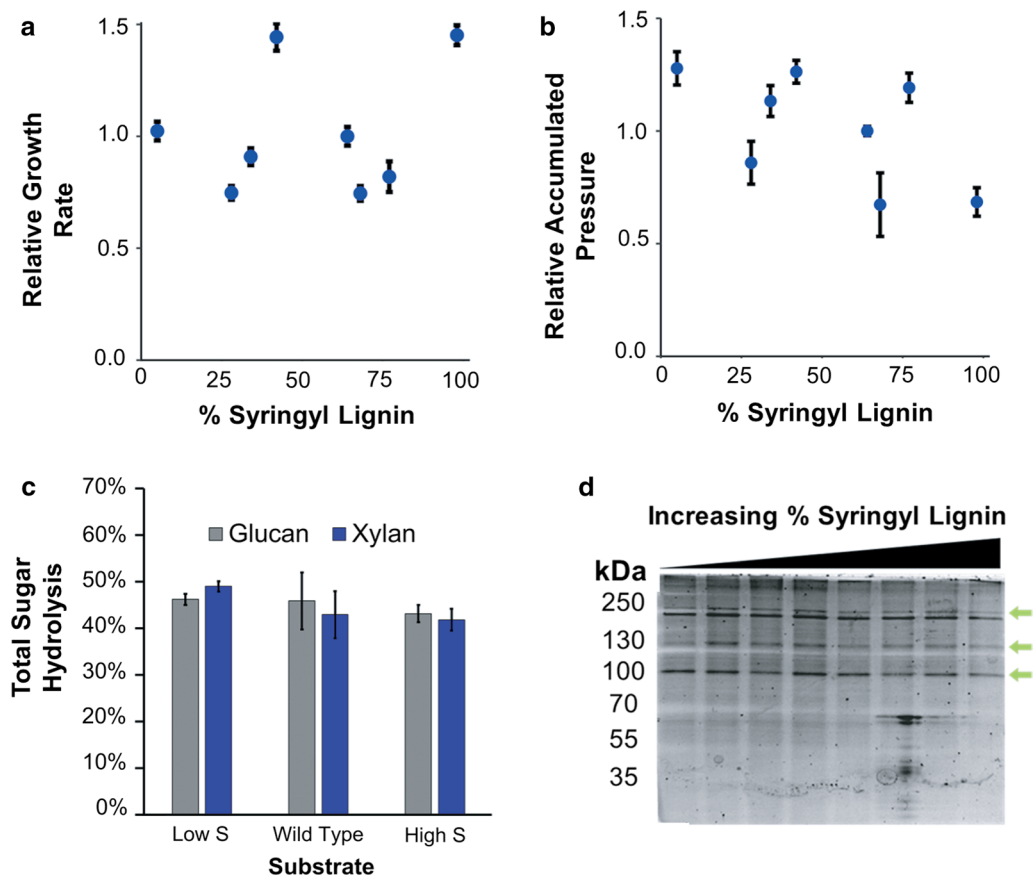 a
1.5
1.0
0.5
0.0
Relative Growth
Rate
0 25 50 75 100
% Syringyl Lignin
b
1.5
1.0
0.5
0.0
Relative Accumulated
Pressure
0 25 50 75 100
% Syringyl Lignin
c
70%
60%
50%
40%
30%
20%
10%
0%
Total Sugar
Hydrolysis
Glucan Xylan
Low S Wild Type High S
Substrate
d
Increasing % Syringyl Lignin
kDa
250
130
100
70
55
35